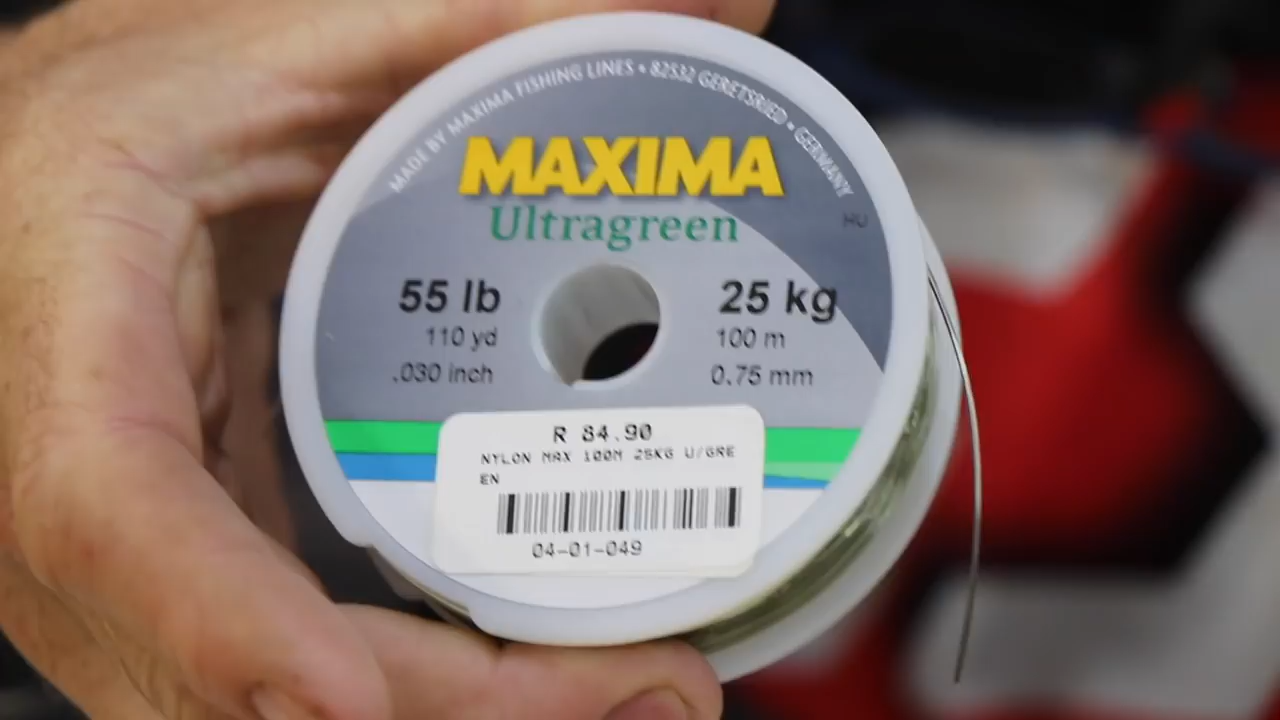 MADE BY MAXIMA FISHING LINES • 82532 GERETSRIED • GERMANY
MAXIMA
Ultragreen
HU
55 lb
25 kg
110 yd
100 m
.030 inch
0.75 mm
R 84.90
NYLON MAX 100M 25KG U/GRE
EN
04-01-049